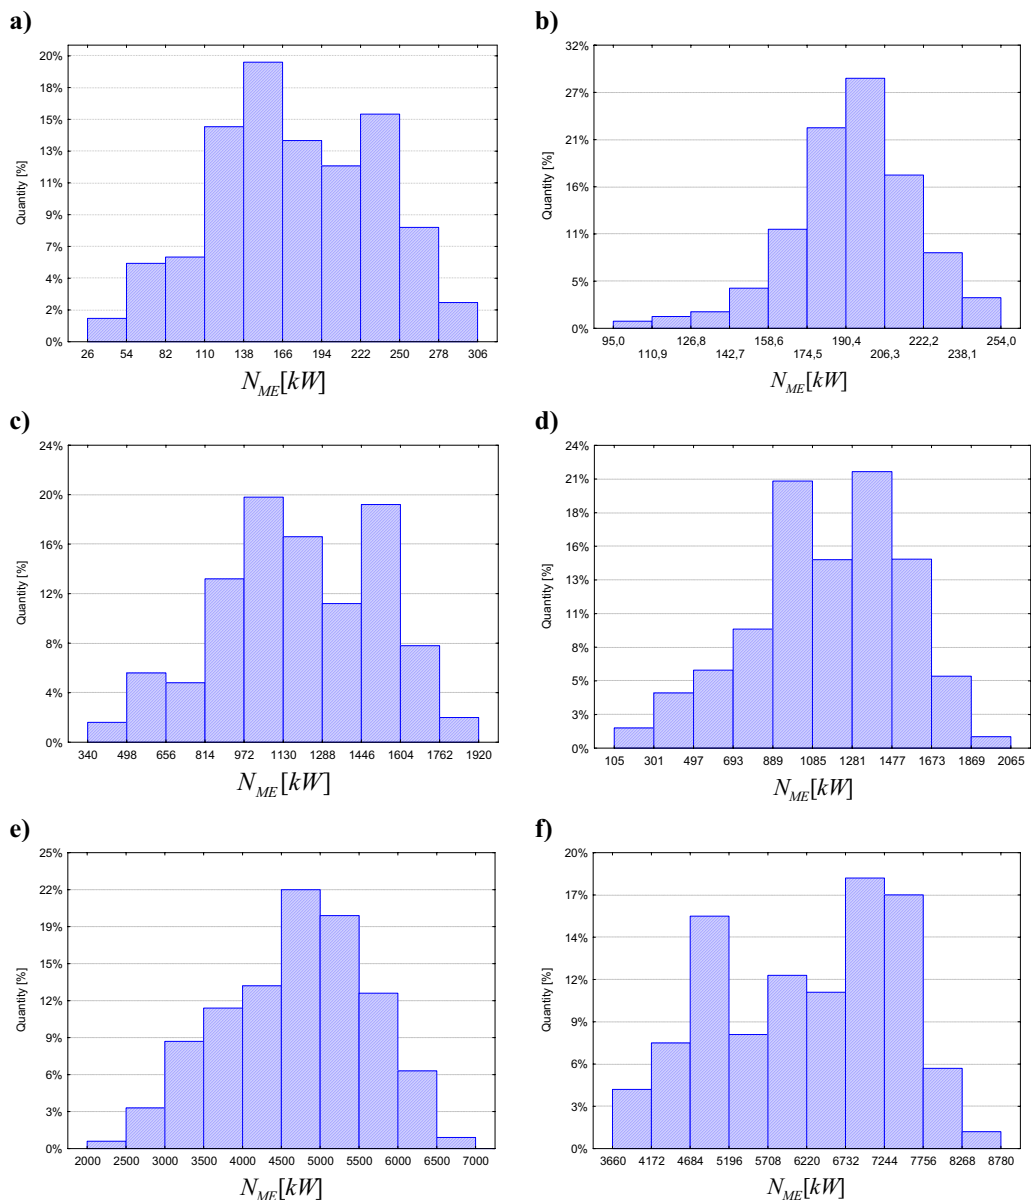 a)
20%
18%
15%
13%
11%
9%
7%
4%
2%
0%
Quantity [%]
26 54 82 110 138 166 194 222 250 278 306
N_ME [kW]
b)
32%
27%
21%
16%
11%
5%
0%
Quantity [%]
95,0 126,8 158,6 190,4 222,2 254,0
110,9 142,7 174,5 206,3 238,1
N_ME [kW]
c)
24%
20%
16%
12%
8%
4%
0%
Quantity [%]
340 498 656 814 972 1130 1288 1446 1604 1762 1920
N_ME [kW]
d)
24%
21%
18%
16%
13%
11%
8%
5%
3%
0%
Quantity [%]
105 301 497 693 889 1085 1281 1477 1673 1869 2065
N_ME [kW]
e)
25%
22%
19%
16%
12%
9%
6%
3%
0%
Quantity [%]
2000 2500 3000 3500 4000 4500 5000 5500 6000 6500 7000
N_ME [kW]
f)
20%
17%
14%
12%
9%
6%
3%
0%
Quantity [%]
3660 4172 4684 5196 5708 6220 6732 7244 7756 8268 8780
N_ME [kW]